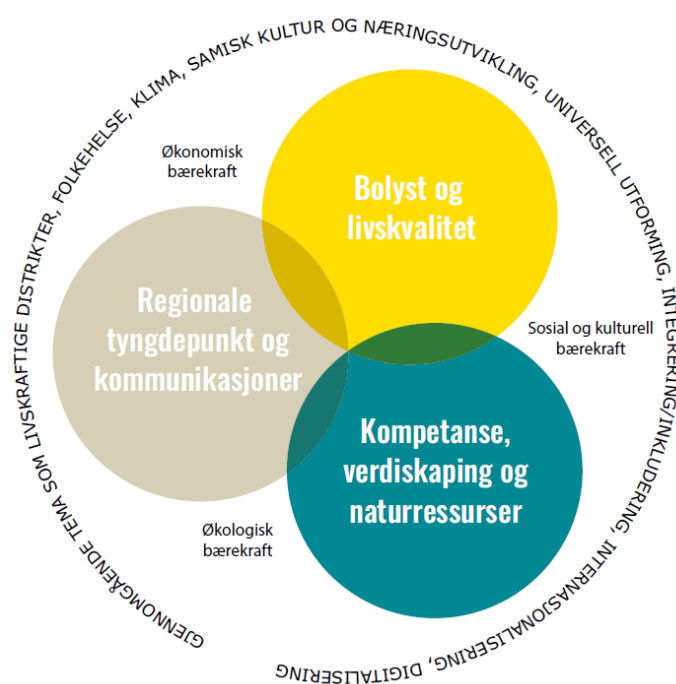 GJENNOMGÅENDE TEMA SOM LIVSKRAFTIGE DISTRIKTER, FOLKEHELSE, KLIMA, SAMISK KULTUR OG NÆRINGSUTVIKLING, UNIVERSELL UTFORMING, INTEGRERING/INKLUDERING, INTERNASJONALISERING, DIGITALISERING
Økonomisk
bærekraft
Bolyst og
livskvalitet
Regionale
tyngdepunkt og
kommunikasjoner
Sosial og kulturell
bærekraft
Kompetanse,
verdiskaping og
naturressurser
Økologisk
bærekraft